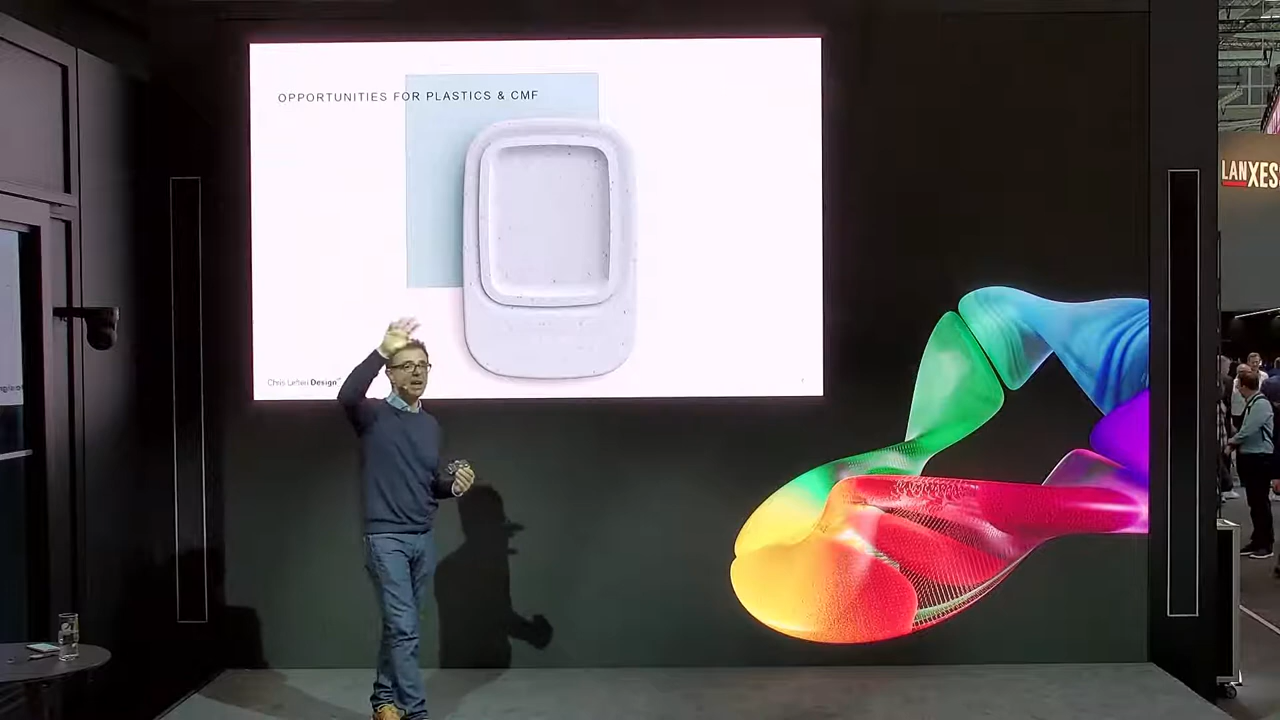 OPPORTUNITIES FOR PLASTICS & CMF
Chris Lefteri Design
LANXESS